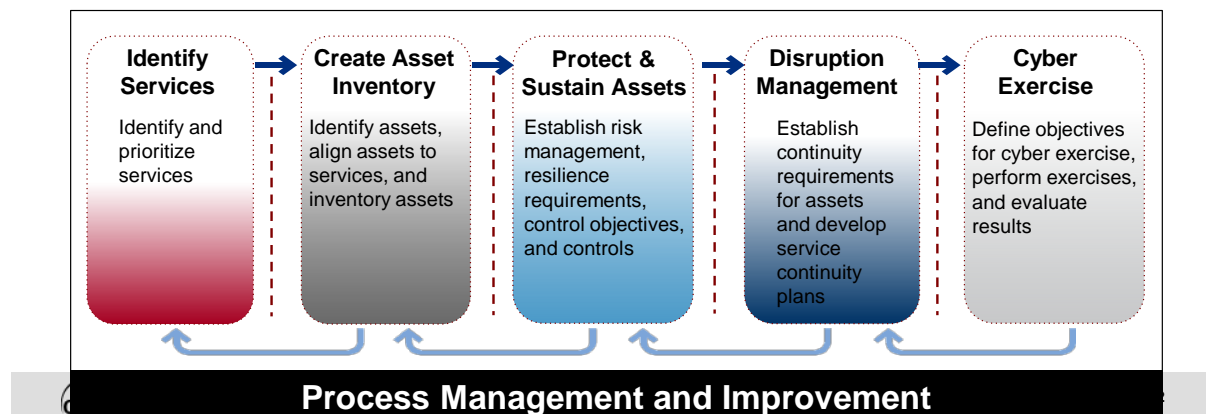 Identify
Services
Identify and
prioritize
services
Create Asset
Inventory
Identify assets,
align assets to
services, and
inventory assets
Protect &
Sustain Assets
Establish risk
management,
resilience
requirements,
control objectives,
and controls
Disruption
Management
Establish
continuity
requirements
for assets
and develop
service
continuity
plans
Cyber
Exercise
Define objectives
for cyber exercise,
perform exercises,
and evaluate
results
Process Management and Improvement